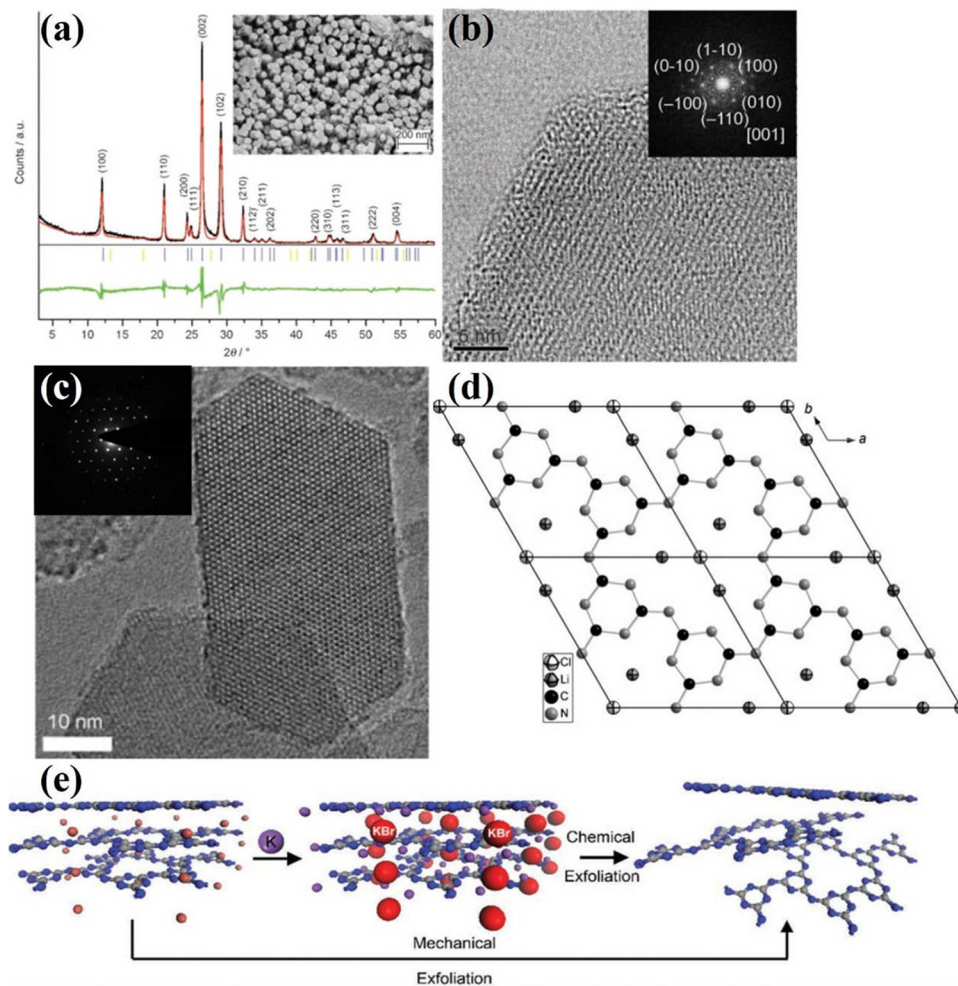 (a)
Counts / a.u.
(100)
(110)
(200)
(111)
(002)
(102)
(210)
(112)
(211)
(202)
(220)
(310)
(113)
(311)
(222)
(004)
200 nm
5 10 15 20 25 30 35 40 45 50 55 60
2θ / °
(b)
(1-10)
(0-10)
(100)
(−100)
(010)
(−110)
[001]
5 nm
(c)
10 nm
(d)
b
a
Cl
Li
C
N
(e)
K
KBr
KBr
Chemical
Exfoliation
Mechanical
Exfoliation